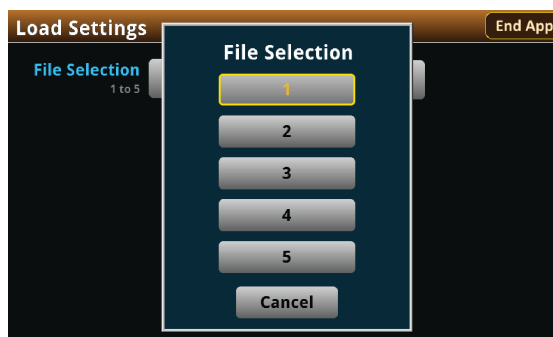 Load Settings
End App
File Selection
1 to 5
File Selection
1
2
3
4
5
Cancel